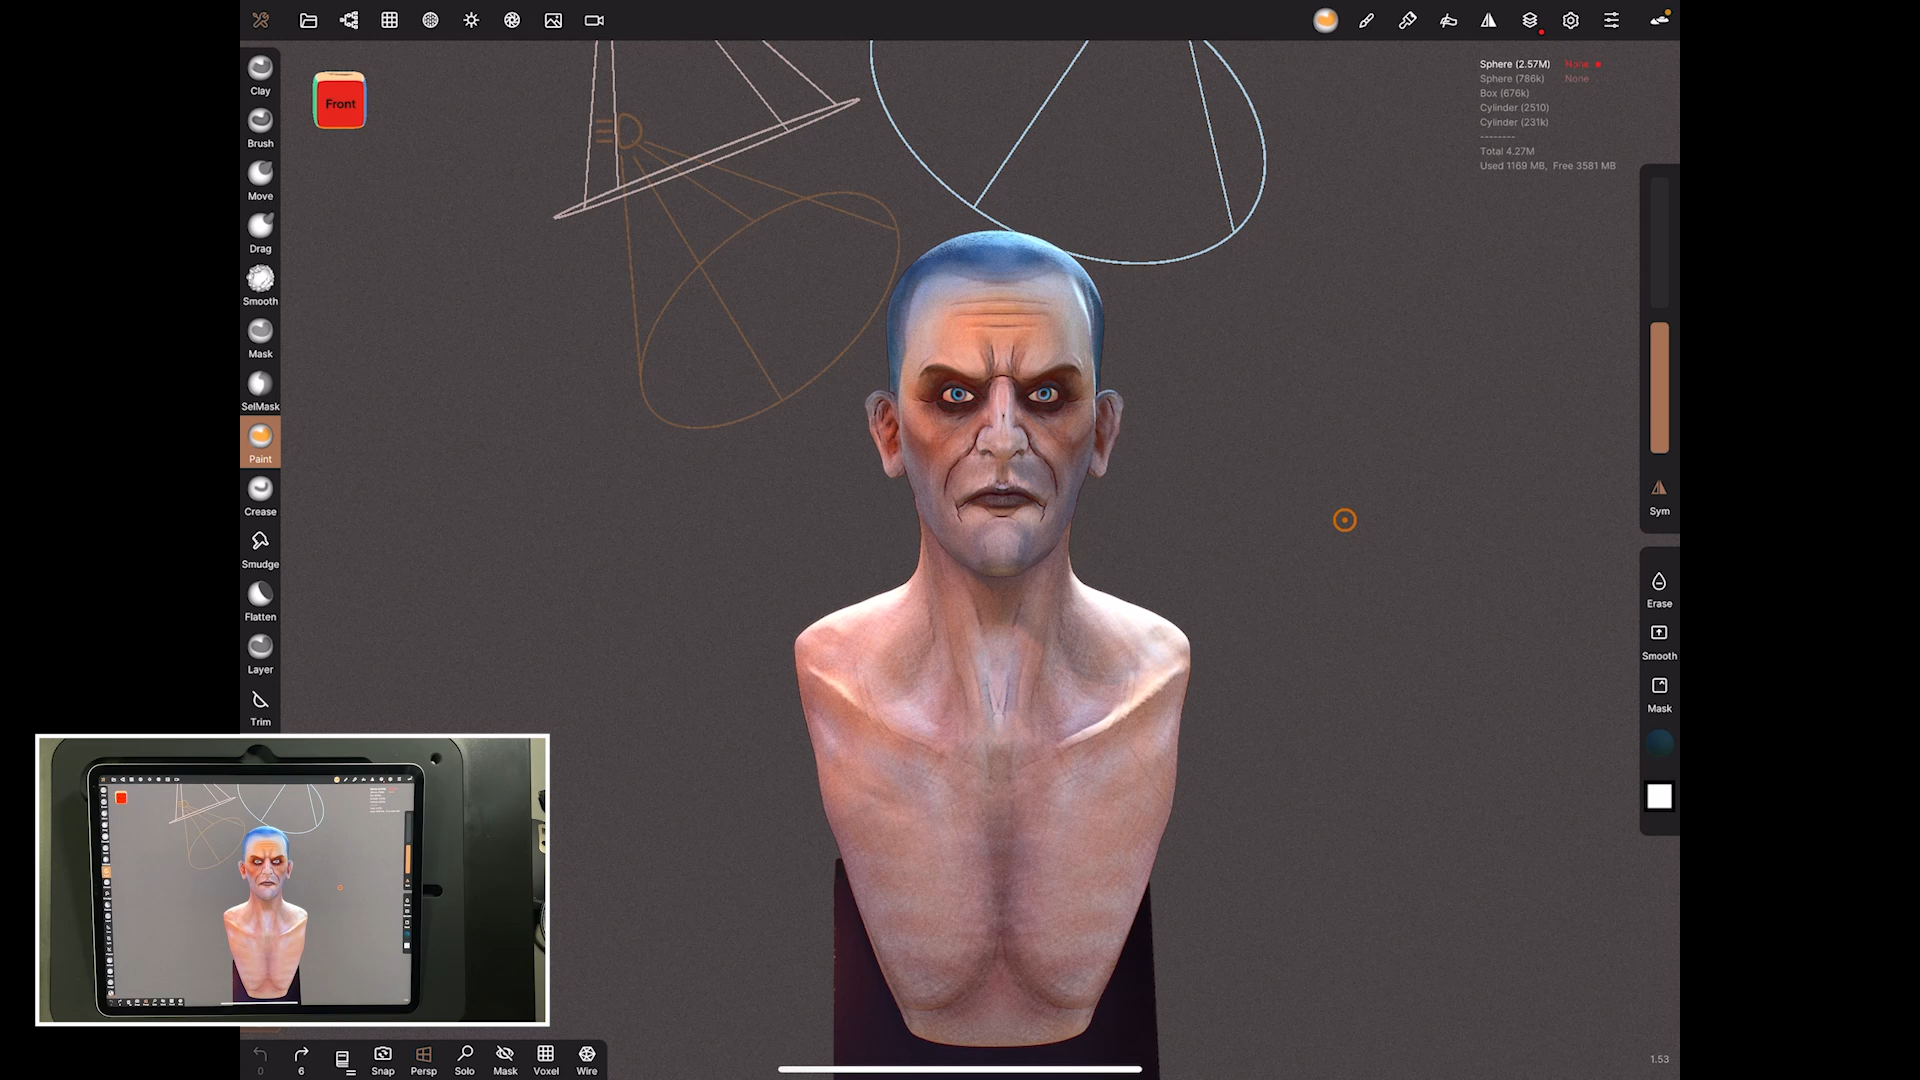 Clay
Brush
Move
Drag
Smooth
Mask
SelMask
Paint
Crease
Smudge
Flatten
Layer
Trim
Front
Sphere (2.57M) None
Sphere (786k) None
Box (676k)
Cylinder (2510)
Cylinder (231k)
--------
Total 4.27M
Used 1169 MB, Free 3581 MB
Sym
Erase
Smooth
Mask
0
6
Snap
Persp
Solo
Mask
Voxel
Wire
1.53